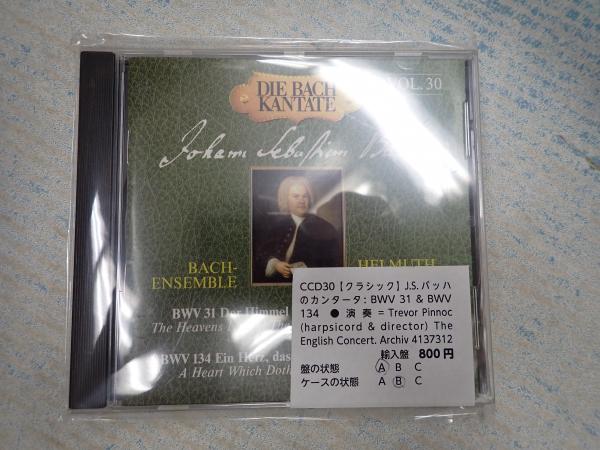 DIE BACH
KANTATE
VOL. 30
Johann Sebastian
BACH-
ENSEMBLE
HELMUTH
BWV 31 Der Himmel
The Heavens
BWV 134 Ein Herz, das
A Heart Which Doth
CCD30【クラシック】J.S.バッハ
のカンタータ: BWV 31 & BWV
134 ● 演 奏 = Trevor Pinnoc
(harpsicord & director) The
English Concert. Archiv 4137312
輸入盤 800円
盤の状態 A B C
ケースの状態 A B C